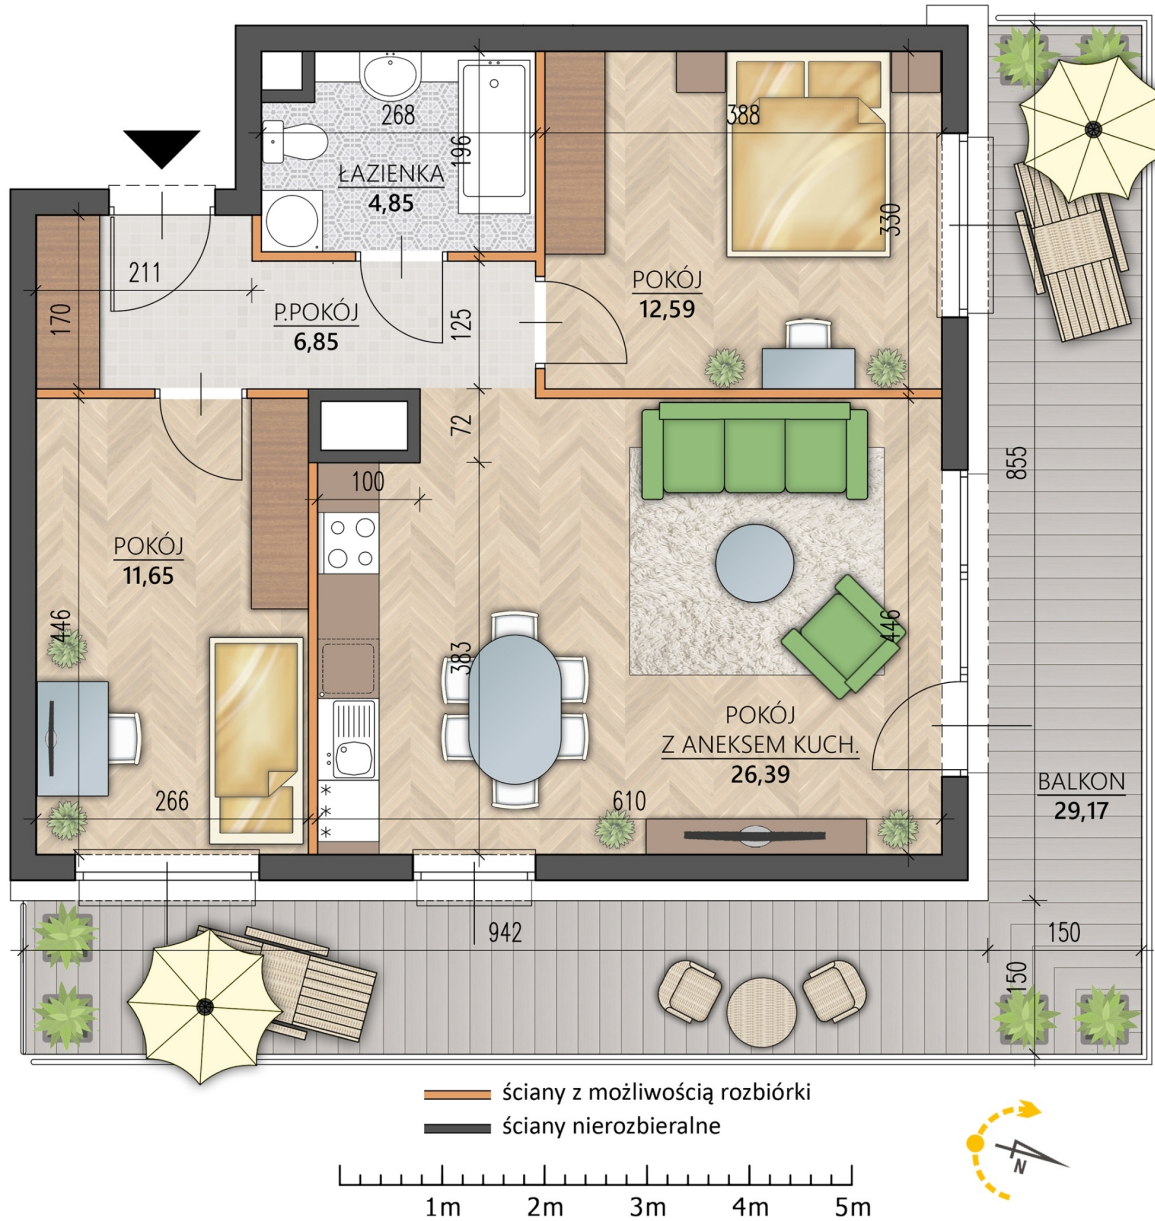 268
196
ŁAZIENKA
4,85
388
330
POKÓJ
12,59
211
170
P.POKÓJ
6,85
125
72
100
855
POKÓJ
11,65
446
383
446
POKÓJ
Z ANEKSEM KUCH.
26,39
266
610
BALKON
29,17
942
150
150
ściany z możliwością rozbiórki
ściany nierozbieralne
N
1m 2m 3m 4m 5m